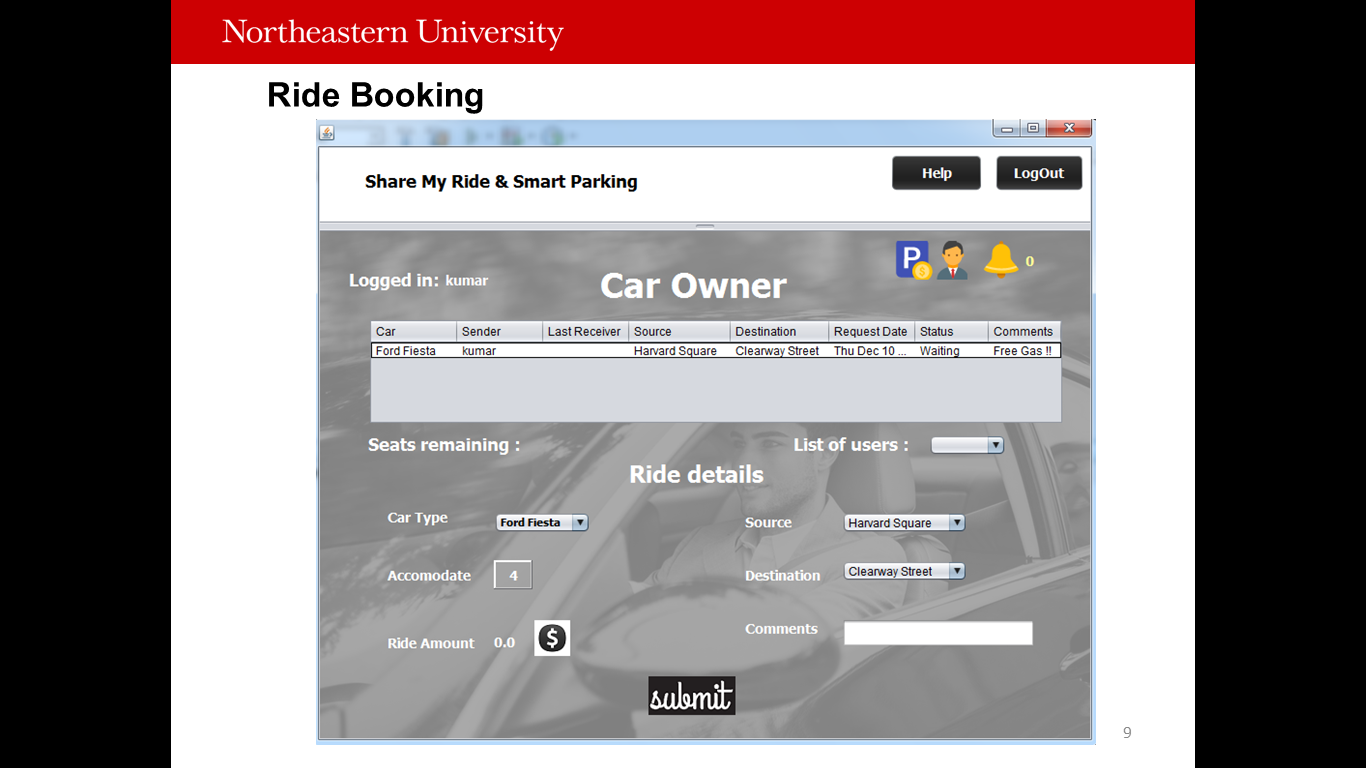 Northeastern University
Ride Booking
Share My Ride & Smart Parking
Help
LogOut
P
0
Logged in: kumar
Car Owner
Car Sender Last Receiver Source Destination Request Date Status Comments
Ford Fiesta kumar Harvard Square Clearway Street Thu Dec 10 ... Waiting Free Gas !!
Seats remaining :
List of users :
Ride details
Car Type Ford Fiesta
Source Harvard Square
Accomodate 4
Destination Clearway Street
Ride Amount 0.0 $
Comments
submit
9